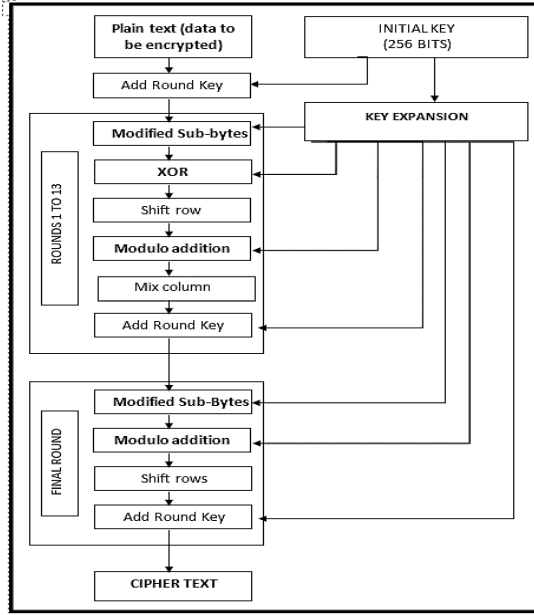 Plain text (data to
be encrypted)
INITIAL KEY
(256 BITS)
Add Round Key
KEY EXPANSION
ROUNDS 1 TO 13
Modified Sub-bytes
XOR
Shift row
Modulo addition
Mix column
Add Round Key
FINAL ROUND
Modified Sub-Bytes
Modulo addition
Shift rows
Add Round Key
CIPHER TEXT